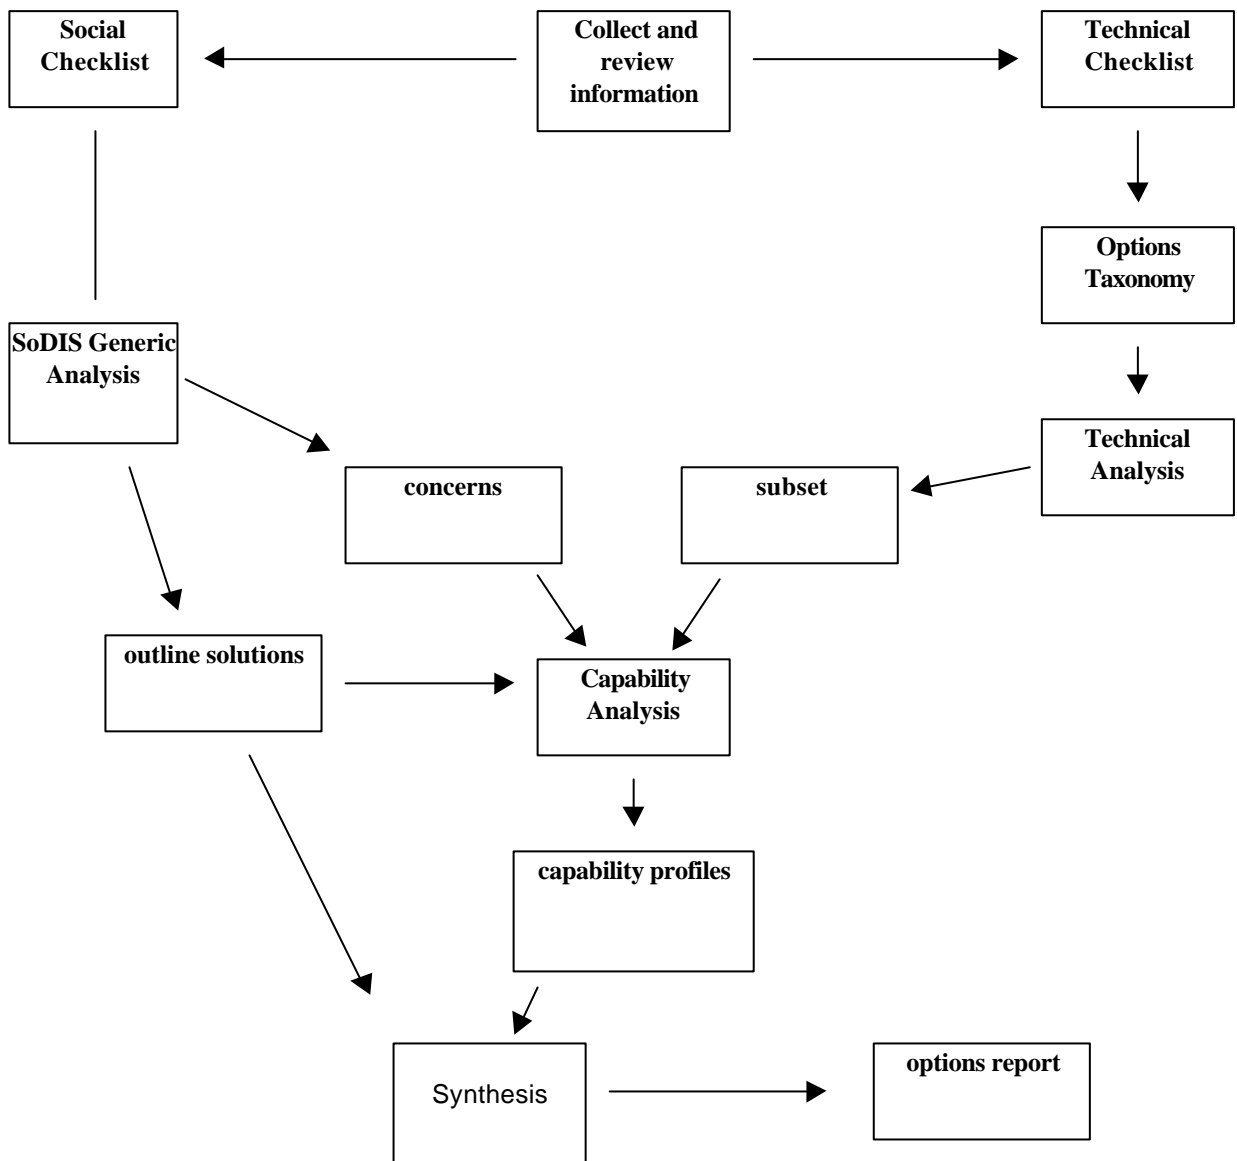 Social
Checklist
Collect and
review
information
Technical
Checklist
Options
Taxonomy
SoDIS Generic
Analysis
Technical
Analysis
concerns
subset
outline solutions
Capability
Analysis
capability profiles
Synthesis
options report